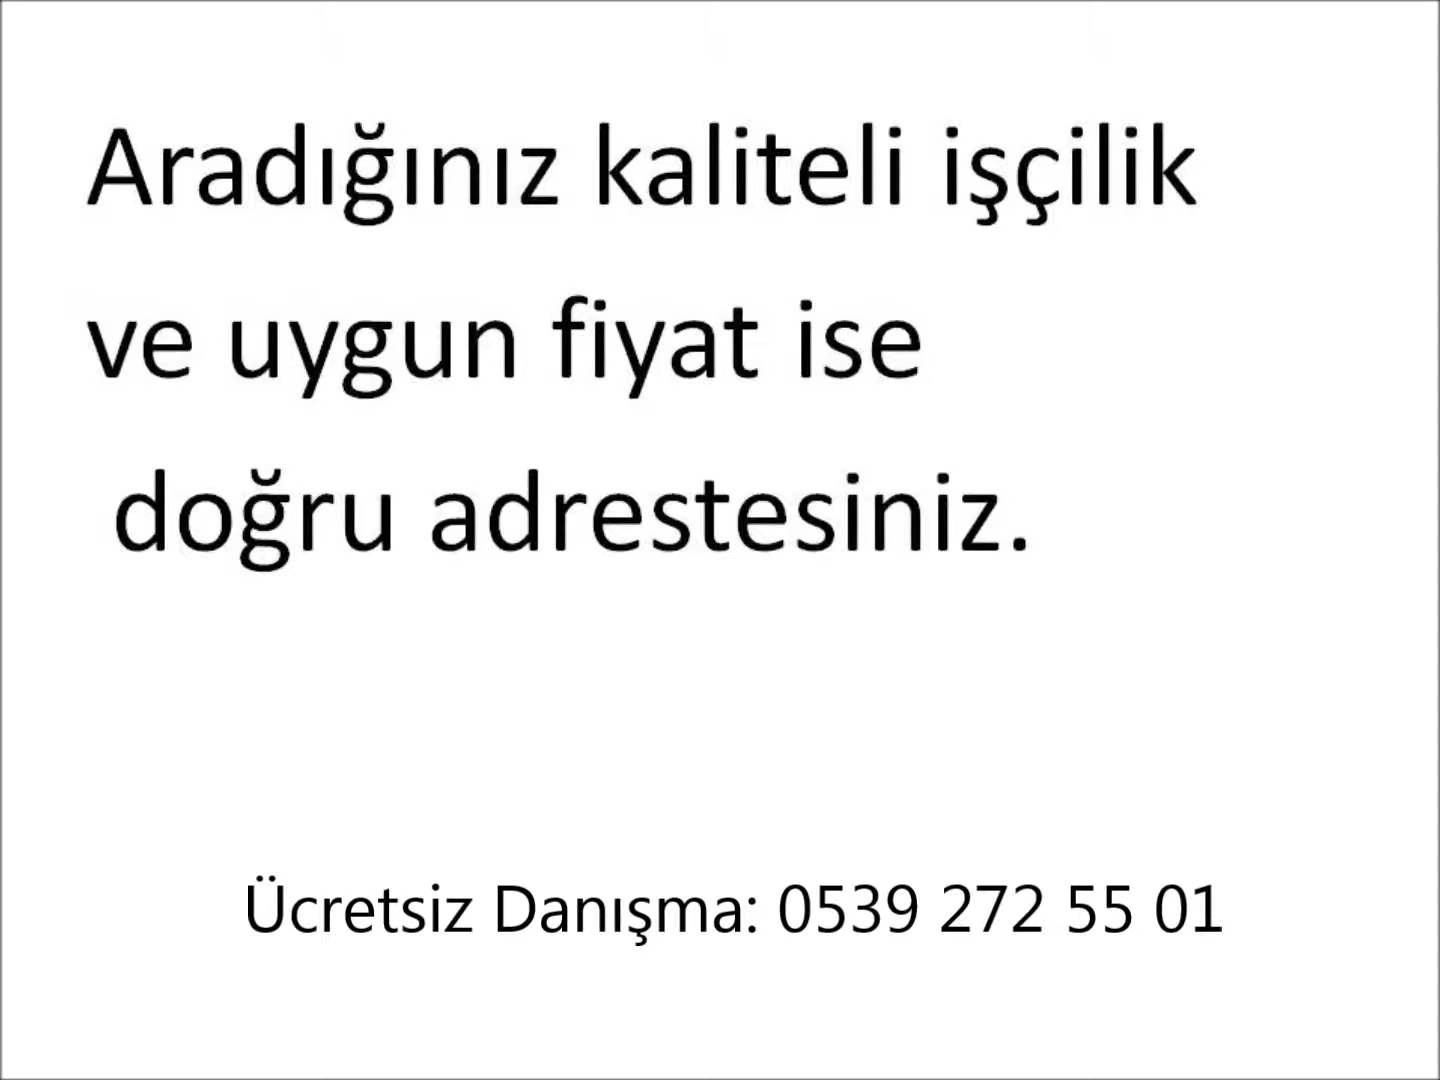 Aradığınız kaliteli işçilik
ve uygun fiyat ise
doğru adrestesiniz.
Ücretsiz Danışma: 0539 272 55 01